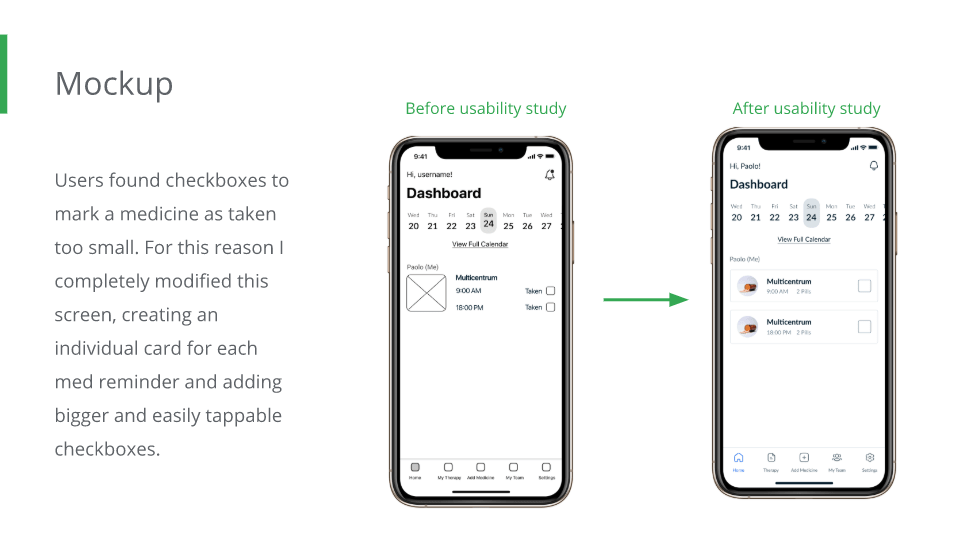 Mockup
Users found checkboxes to
mark a medicine as taken
too small. For this reason I
completely modified this
screen, creating an
individual card for each
med reminder and adding
bigger and easily tappable
checkboxes.
Before usability study
9:41
Hi, username!
Dashboard
Wed Thu Fri Sat Sun Mon Tue Wed
20 21 22 23 24 25 26 27
View Full Calendar
Paolo (Me)
Multicentrum
9:00 AM Taken
18:00 PM Taken
Home My Therapy Add Medicine My Team Settings
After usability study
9:41
Hi, Paolo!
Dashboard
Wed Thu Fri Sat Sun Mon Tue Wed
20 21 22 23 24 25 26 27
View Full Calendar
Paolo (Me)
Multicentrum
9:00 AM 2 Pills
Multicentrum
18:00 PM 2 Pills
Home Therapy Add Medicine My Team Settings